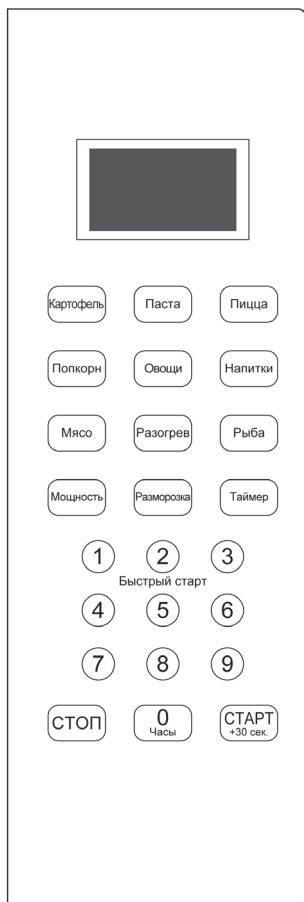 Картофель Паста Пицца
Попкорн Овощи Напитки
Мясо Разогрев Рыба
Мощность Разморозка Таймер
1 2 3
Быстрый старт
4 5 6
7 8 9
СТОП 0 СТАРТ
Часы +30 сек.